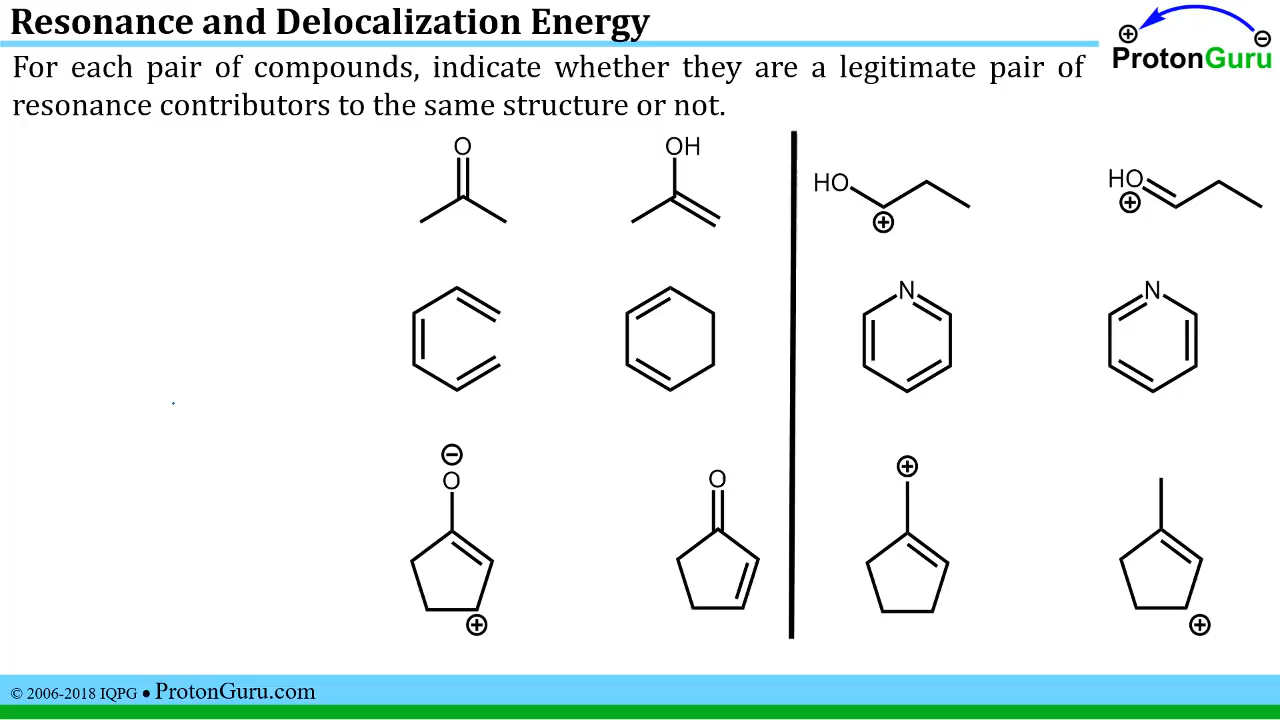 Resonance and Delocalization Energy
⊕ ⊖
ProtonGuru
For each pair of compounds, indicate whether they are a legitimate pair of
resonance contributors to the same structure or not.
O
OH
HO
⊕
HO
⊕
N
N
⊖
O
⊕
O
⊕
⊕
© 2006-2018 IQPG ● ProtonGuru.com